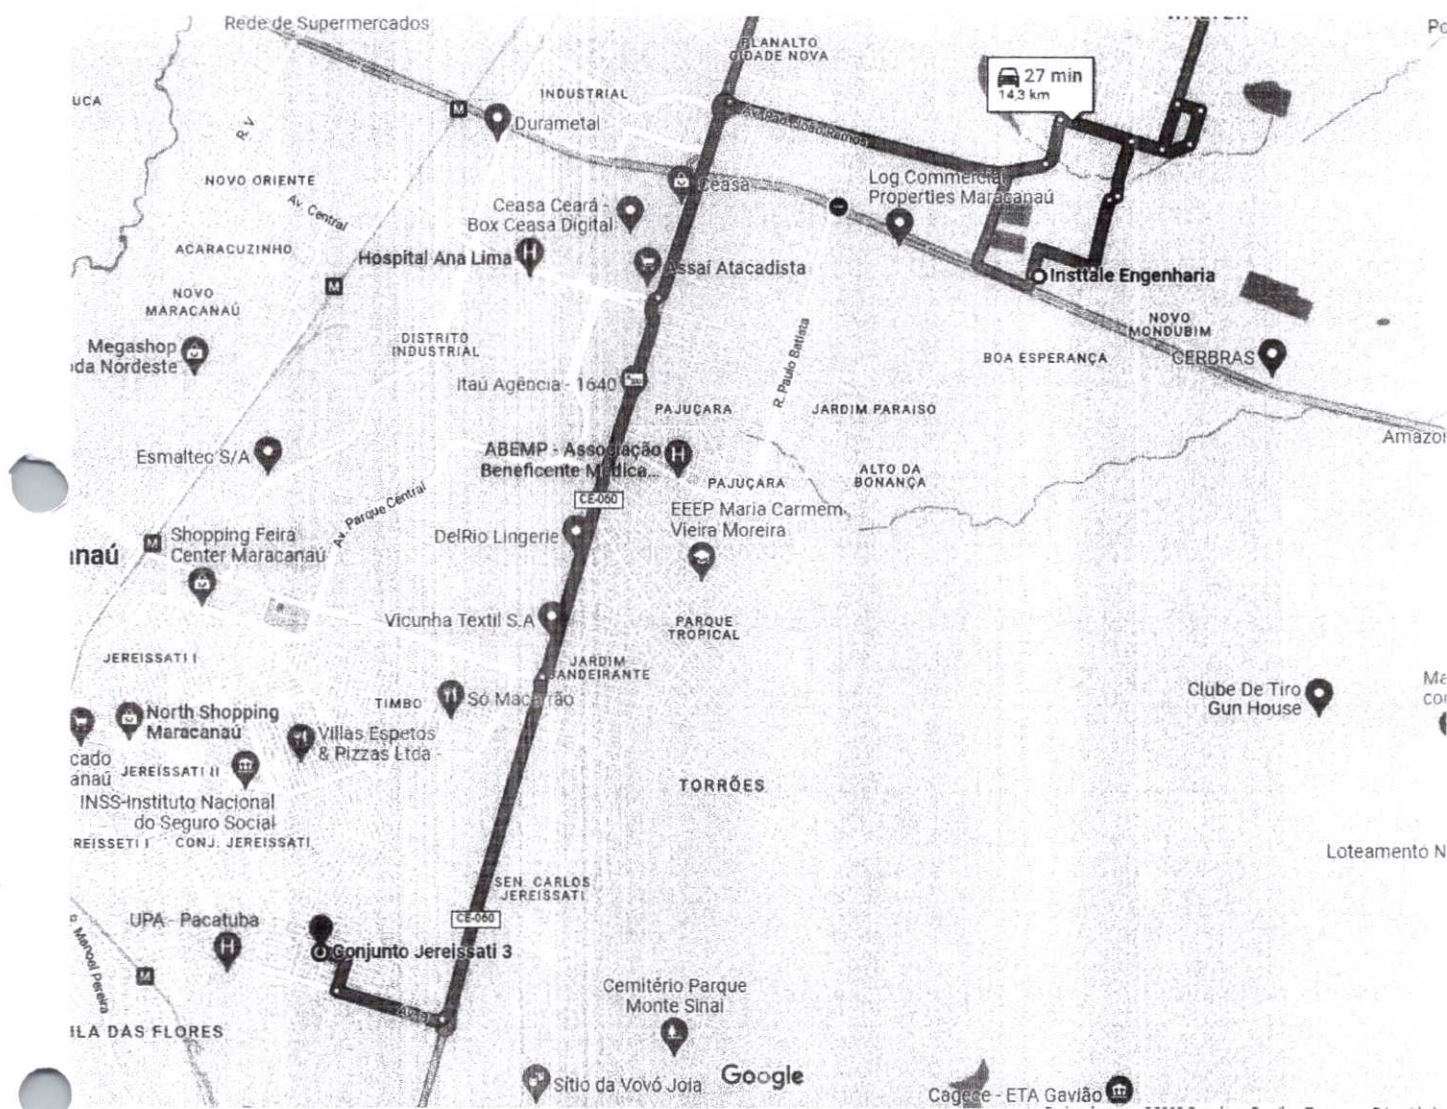 Rede de Supermercados
PLANALTO
CIDADE NOVA
27 min
14,3 km
UCA
INDUSTRIAL
Durametal
R. V
NOVO ORIENTE
Av. Central
Ceasa
Log Commercial
Properties Maracanaú
Ceasa Ceará -
Box Ceasa Digital
ACARACUZINHO
Hospital Ana Lima
Assaí Atacadista
Insttale Engenharia
NOVO
MARACANAÚ
NOVO
MONDUBIM
DISTRITO
INDUSTRIAL
Megashop
oda Nordeste
R. Paulo Batista
BOA ESPERANÇA
CERBRAS
Itaú Agência - 1640
PAJUÇARA
JARDIM PARAISO
Amazon
Esmaltec S/A
ABEMP - Associação
Beneficente Médica...
ALTO DA
BONANÇA
PAJUÇARA
CE-060
Av. Parque Central
EEEP Maria Carmem
Vieira Moreira
Shopping Feira
Center Maracanaú
DelRio Lingerie
naú
Vicunha Textil S.A
PARQUE
TROPICAL
JEREISSATI I
JARDIM
BANDEIRANTE
TIMBO
Só Macarrão
Clube De Tiro
Gun House
North Shopping
Maracanaú
Villas Espetos
& Pizzas Ltda -
cado
anaú
JEREISSATI II
TORRÕES
INSS-Instituto Nacional
do Seguro Social
REISSETI I
CONJ. JEREISSATI
Loteamento N
SEN. CARLOS
JEREISSATI
CE-060
UPA - Pacatuba
Manoel Pereira
Conjunto Jereissati 3
Cemitério Parque
Monte Sinai
ILA DAS FLORES
Sítio da Vovó Joia
Google
Cagece - ETA Gavião